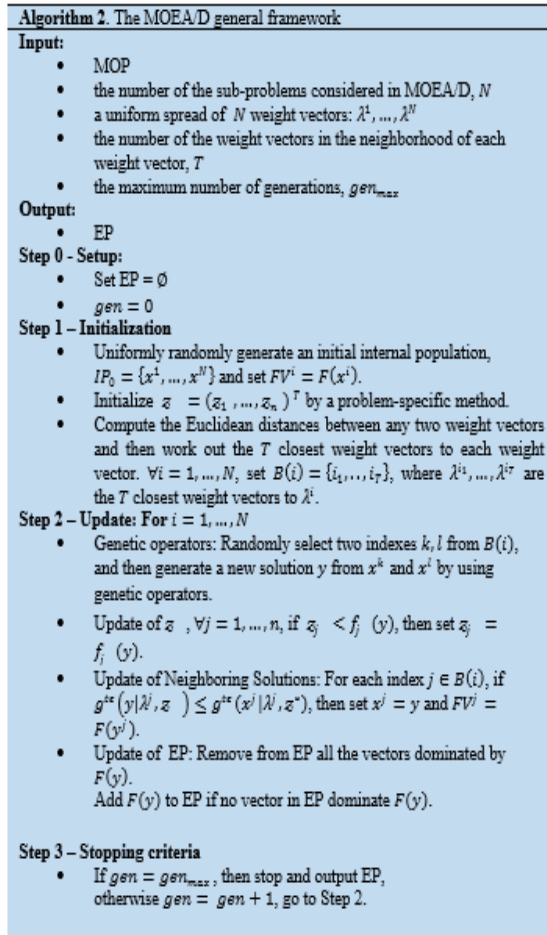 Algorithm 2. The MOEA/D general framework
Input:
• MOP
• the number of the sub-problems considered in MOEA/D, N
• a uniform spread of N weight vectors: λ¹, ..., λᴺ
• the number of the weight vectors in the neighborhood of each
weight vector, T
• the maximum number of generations, gen_max
Output:
• EP
Step 0 - Setup:
• Set EP = ∅
• gen = 0
Step 1 – Initialization
• Uniformly randomly generate an initial internal population,
IP₀ = {x¹, ..., xᴺ} and set FVⁱ = F(xⁱ).
• Initialize z = (z₁ , ..., zₙ )ᵀ by a problem-specific method.
• Compute the Euclidean distances between any two weight vectors
and then work out the T closest weight vectors to each weight
vector. ∀i = 1, ..., N, set B(i) = {i₁, .., i_T}, where λ^{i₁}, ..., λ^{i_T} are
the T closest weight vectors to λⁱ.
Step 2 – Update: For i = 1, ..., N
• Genetic operators: Randomly select two indexes k, l from B(i),
and then generate a new solution y from xᵏ and xˡ by using
genetic operators.
• Update of z , ∀j = 1, ..., n, if zⱼ < fⱼ (y), then set zⱼ =
fⱼ (y).
• Update of Neighboring Solutions: For each index j ∈ B(i), if
g^{te}(y|λʲ, z ) ≤ g^{te}(xʲ|λʲ, z*), then set xʲ = y and FVʲ =
F(yʲ).
• Update of EP: Remove from EP all the vectors dominated by
F(y).
Add F(y) to EP if no vector in EP dominate F(y).
Step 3 – Stopping criteria
• If gen = gen_max , then stop and output EP,
otherwise gen = gen + 1, go to Step 2.